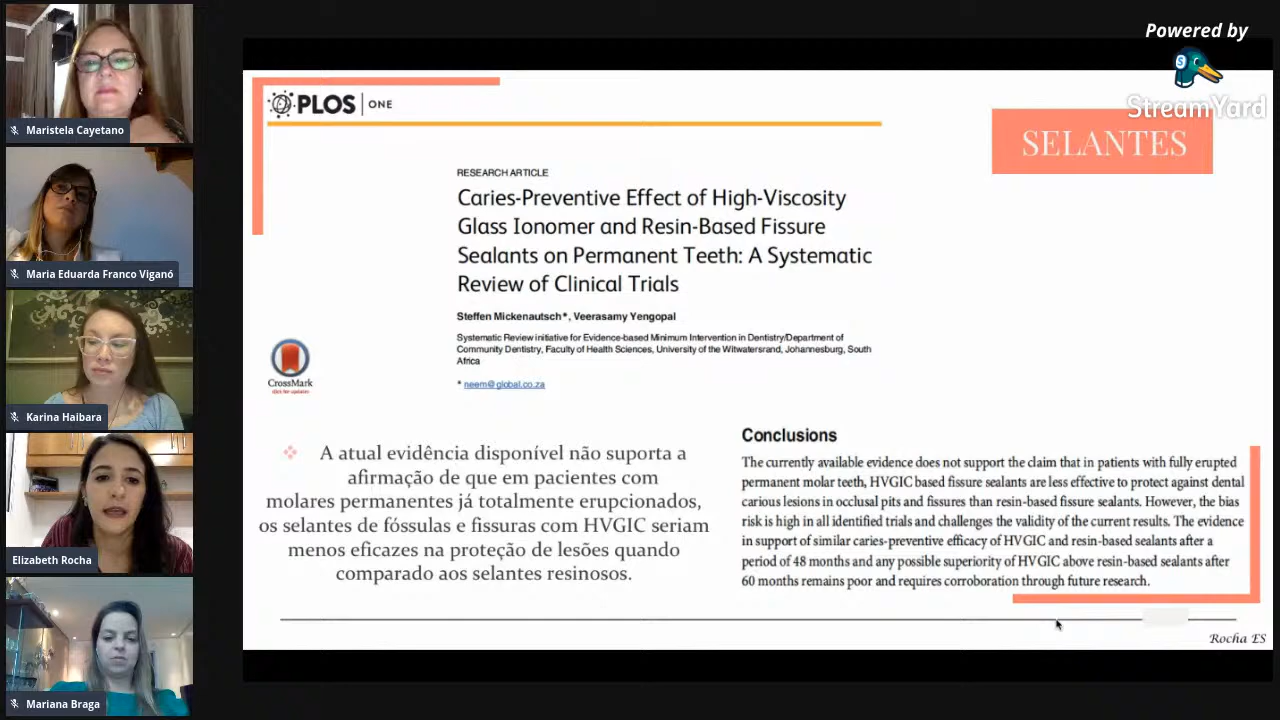 Maristela Cayetano
Maria Eduarda Franco Viganó
Karina Haibara
Elizabeth Rocha
Mariana Braga
Powered by
StreamYard
PLOS ONE
SELANTES
RESEARCH ARTICLE
Caries-Preventive Effect of High-Viscosity
Glass Ionomer and Resin-Based Fissure
Sealants on Permanent Teeth: A Systematic
Review of Clinical Trials
Steffen Mickenautsch*, Veerasamy Yengopal
Systematic Review initiative for Evidence-based Minimum Intervention in Dentistry/Department of
Community Dentistry, Faculty of Health Sciences, University of the Witwatersrand, Johannesburg, South
Africa
* neem@global.co.za
CrossMark
click for updates
A atual evidência disponível não suporta a
afirmação de que em pacientes com
molares permanentes já totalmente erupcionados,
os selantes de fóssulas e fissuras com HVGIC seriam
menos eficazes na proteção de lesões quando
comparado aos selantes resinosos.
Conclusions
The currently available evidence does not support the claim that in patients with fully erupted
permanent molar teeth, HVGIC based fissure sealants are less effective to protect against dental
carious lesions in occlusal pits and fissures than resin-based fissure sealants. However, the bias
risk is high in all identified trials and challenges the validity of the current results. The evidence
in support of similar caries-preventive efficacy of HVGIC and resin-based sealants after a
period of 48 months and any possible superiority of HVGIC above resin-based sealants after
60 months remains poor and requires corroboration through future research.
Rocha ES